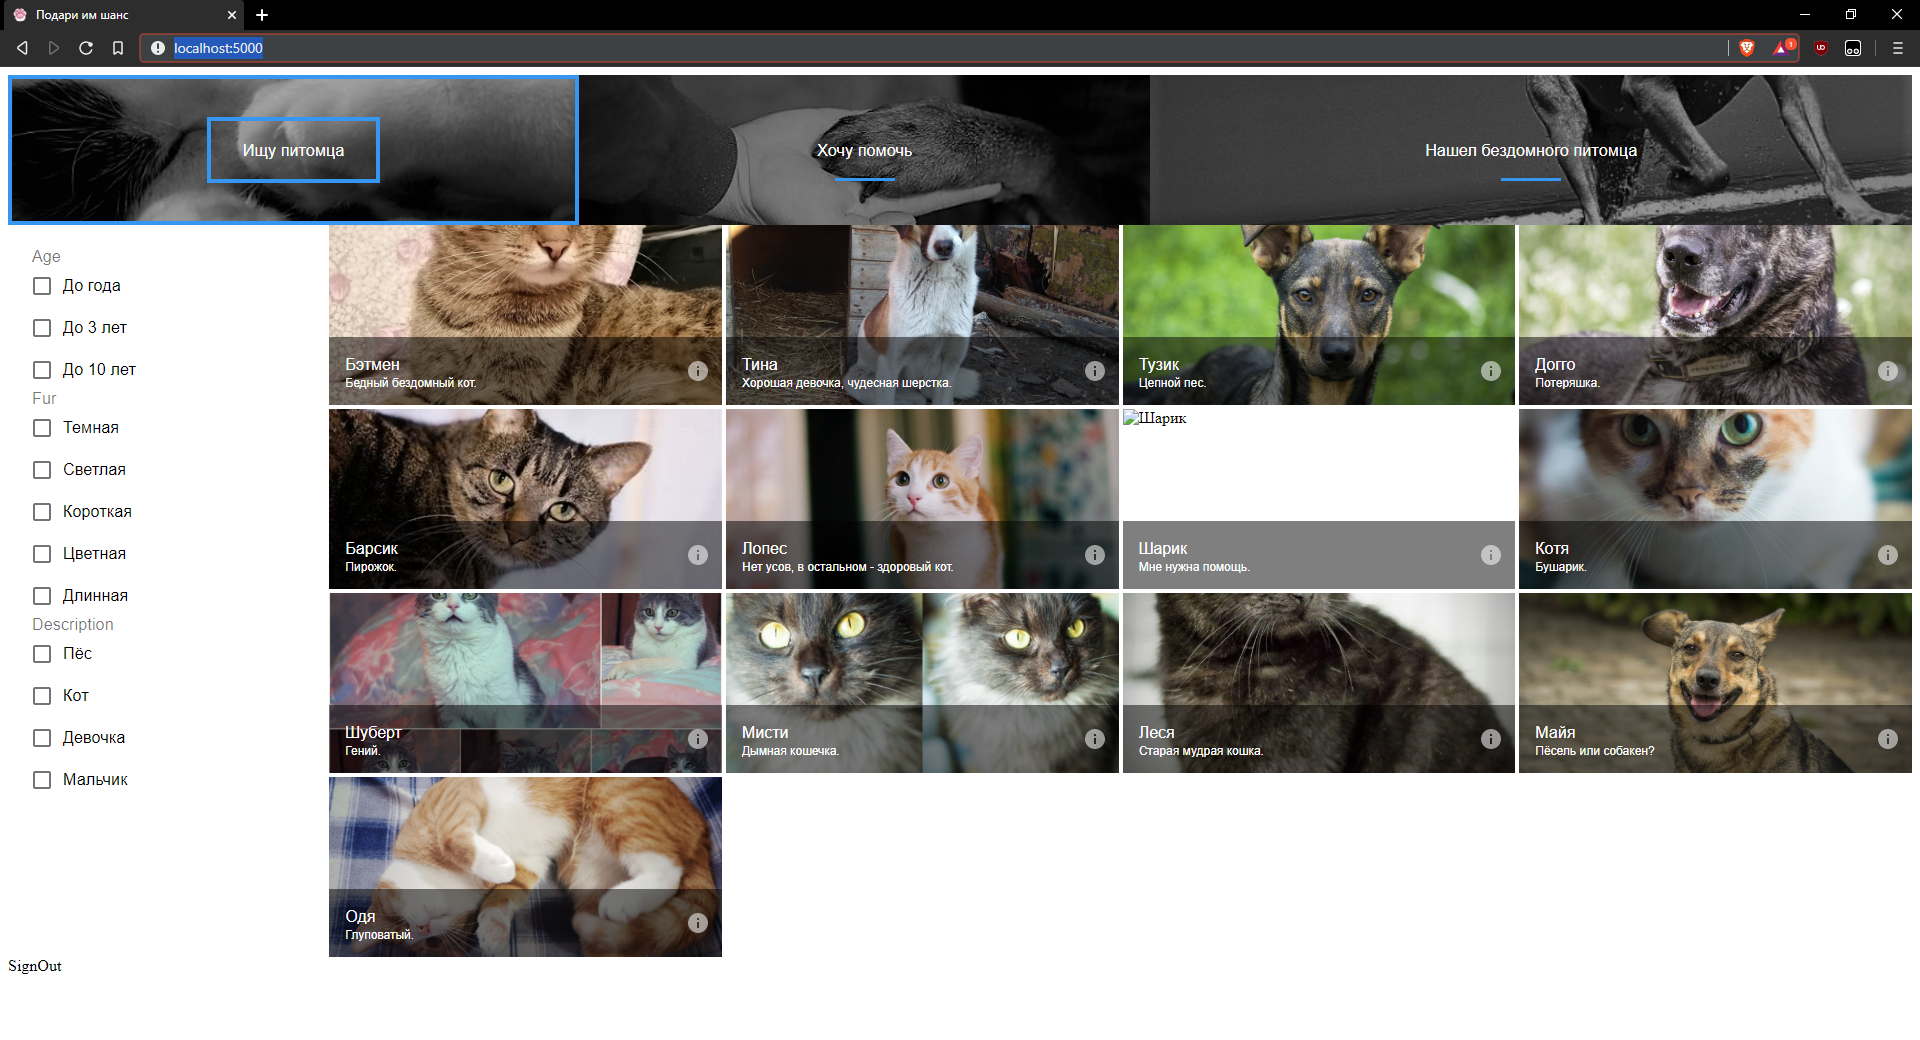 Подари им шанс
localhost:5000
1
Ищу питомца
Хочу помочь
Нашел бездомного питомца
Age
До года
До 3 лет
До 10 лет
Fur
Темная
Светлая
Короткая
Цветная
Длинная
Description
Пёс
Кот
Девочка
Мальчик
Бэтмен
Бедный бездомный кот.
Тина
Хорошая девочка, чудесная шерстка.
Тузик
Цепной пес.
Догго
Потеряшка.
Барсик
Пирожок.
Лопес
Нет усов, в остальном - здоровый кот.
Шарик
Шарик
Мне нужна помощь.
Котя
Бушарик.
Шуберт
Гений.
Мисти
Дымная кошечка.
Леся
Старая мудрая кошка.
Майя
Пёсель или собакен?
Одя
Глуповатый.
SignOut